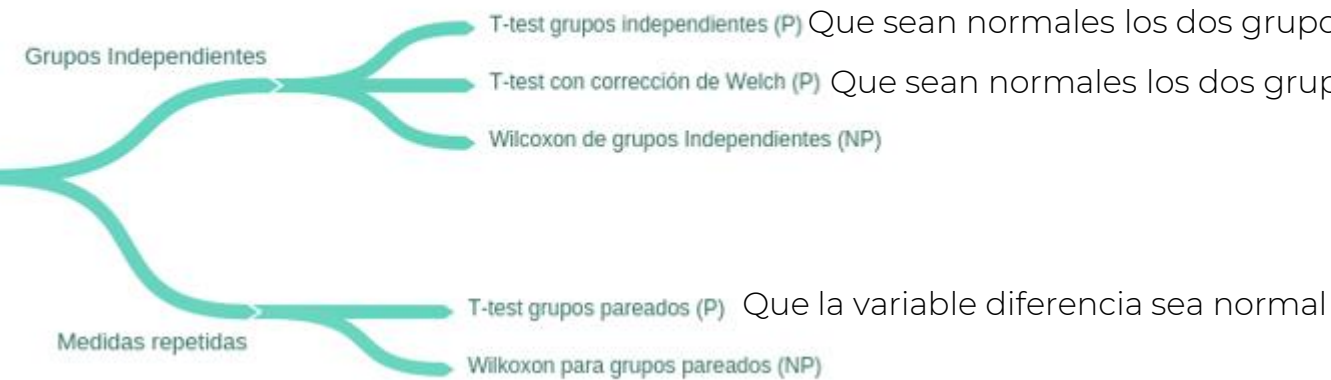 Grupos Independientes
T-test grupos independientes (P) Que sean normales los dos
T-test con corrección de Welch (P) Que sean normales los dos
Wilcoxon de grupos Independientes (NP)
Medidas repetidas
T-test grupos pareados (P) Que la variable diferencia sea normal
Wilkoxon para grupos pareados (NP)